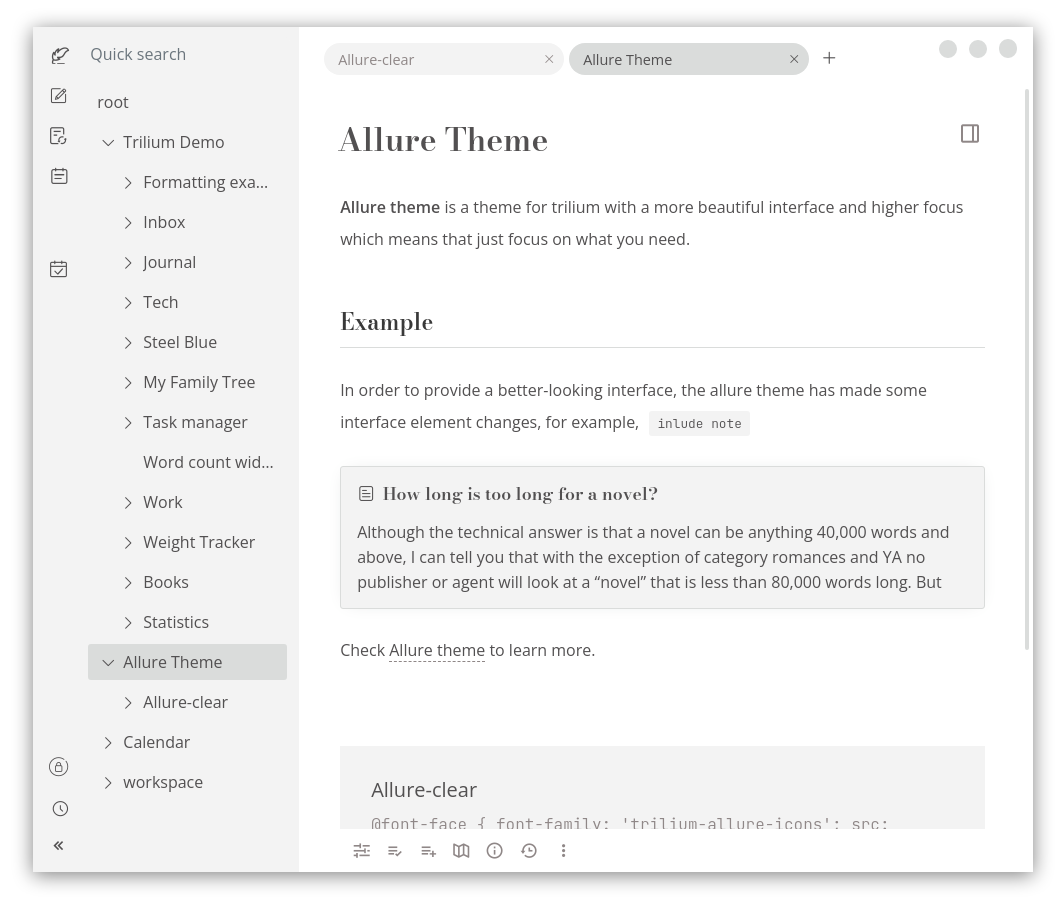 Quick search
root
Trilium Demo
Formatting exa...
Inbox
Journal
Tech
Steel Blue
My Family Tree
Task manager
Word count wid...
Work
Weight Tracker
Books
Statistics
Allure Theme
Allure-clear
Calendar
workspace
Allure-clear
Allure Theme
Allure Theme
Allure theme is a theme for trilium with a more beautiful interface and higher focus
which means that just focus on what you need.
Example
In order to provide a better-looking interface, the allure theme has made some
interface element changes, for example, inlude note
How long is too long for a novel?
Although the technical answer is that a novel can be anything 40,000 words and
above, I can tell you that with the exception of category romances and YA no
publisher or agent will look at a “novel” that is less than 80,000 words long. But
Check Allure theme to learn more.
Allure-clear
@font-face { font-family: 'trilium-allure-icons'; src: